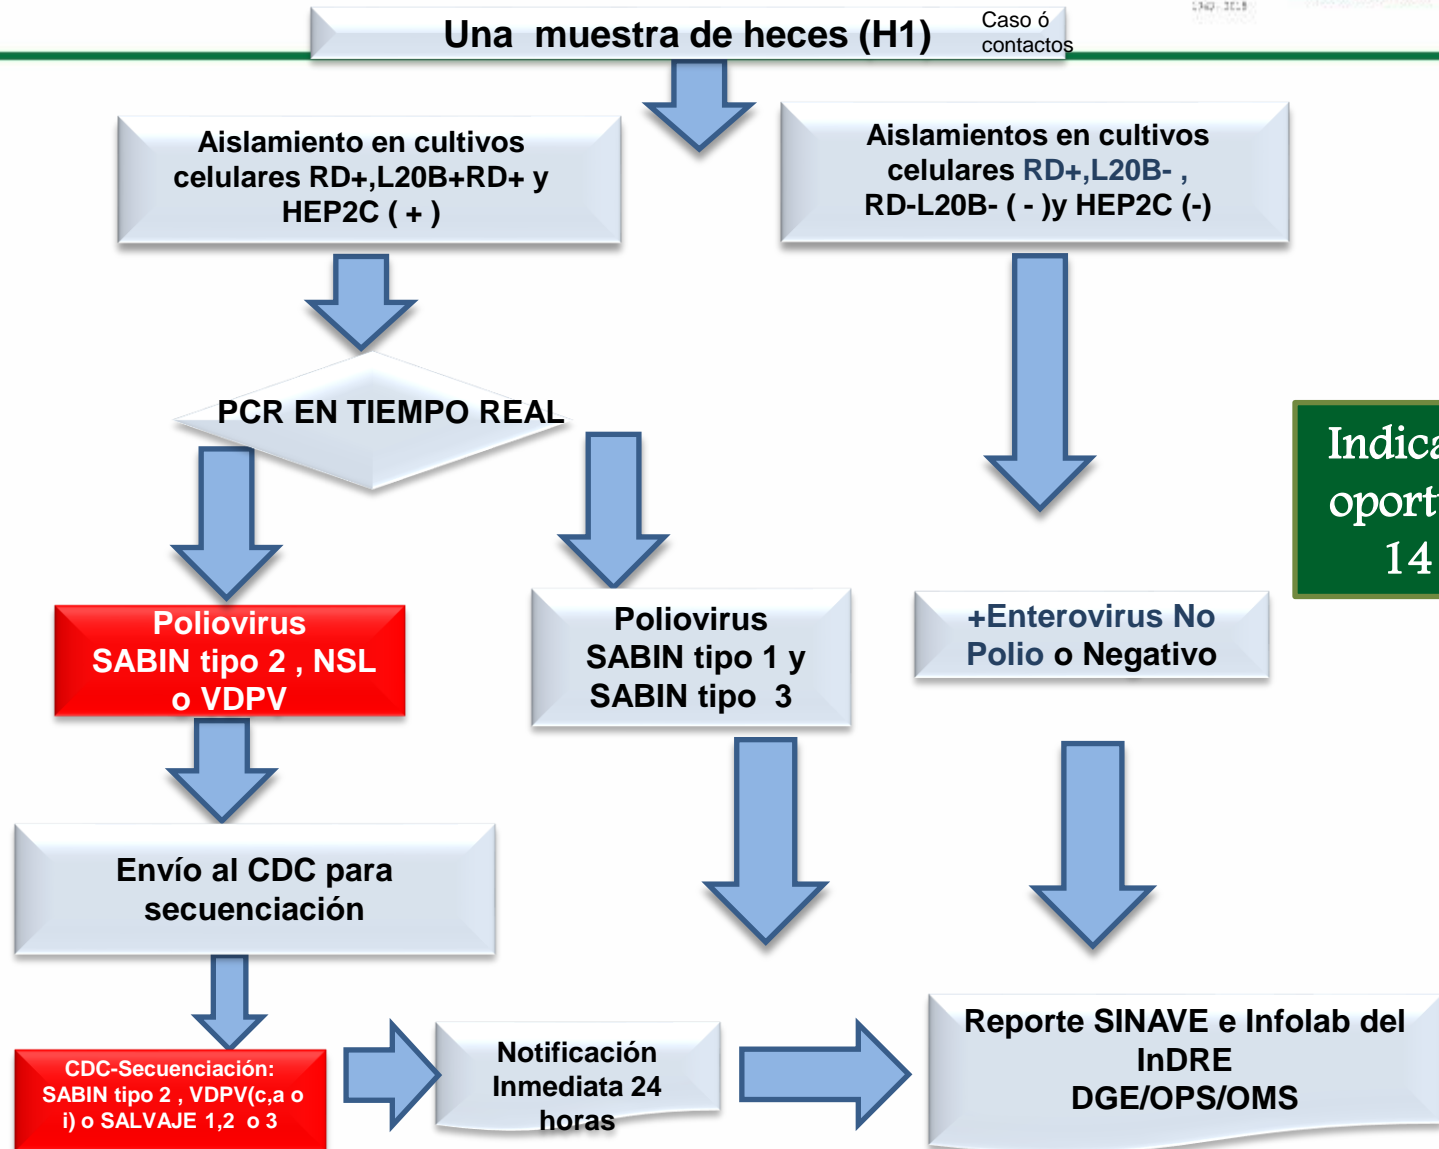 Una muestra de heces (H1)
Caso ó
contactos
Aislamiento en cultivos
celulares RD+,L20B+RD+ y
HEP2C ( + )
Aislamientos en cultivos
celulares RD+,L20B- ,
RD-L20B- ( - )y HEP2C (-)
PCR EN TIEMPO REAL
Indica
oport
14
Poliovirus
SABIN tipo 2 , NSL
o VDPV
Poliovirus
SABIN tipo 1 y
SABIN tipo 3
+Enterovirus No
Polio o Negativo
Envío al CDC para
secuenciación
CDC-Secuenciación:
SABIN tipo 2 , VDPV(c,a o
i) o SALVAJE 1,2 o 3
Notificación
Inmediata 24
horas
Reporte SINAVE e Infolab del
InDRE
DGE/OPS/OMS